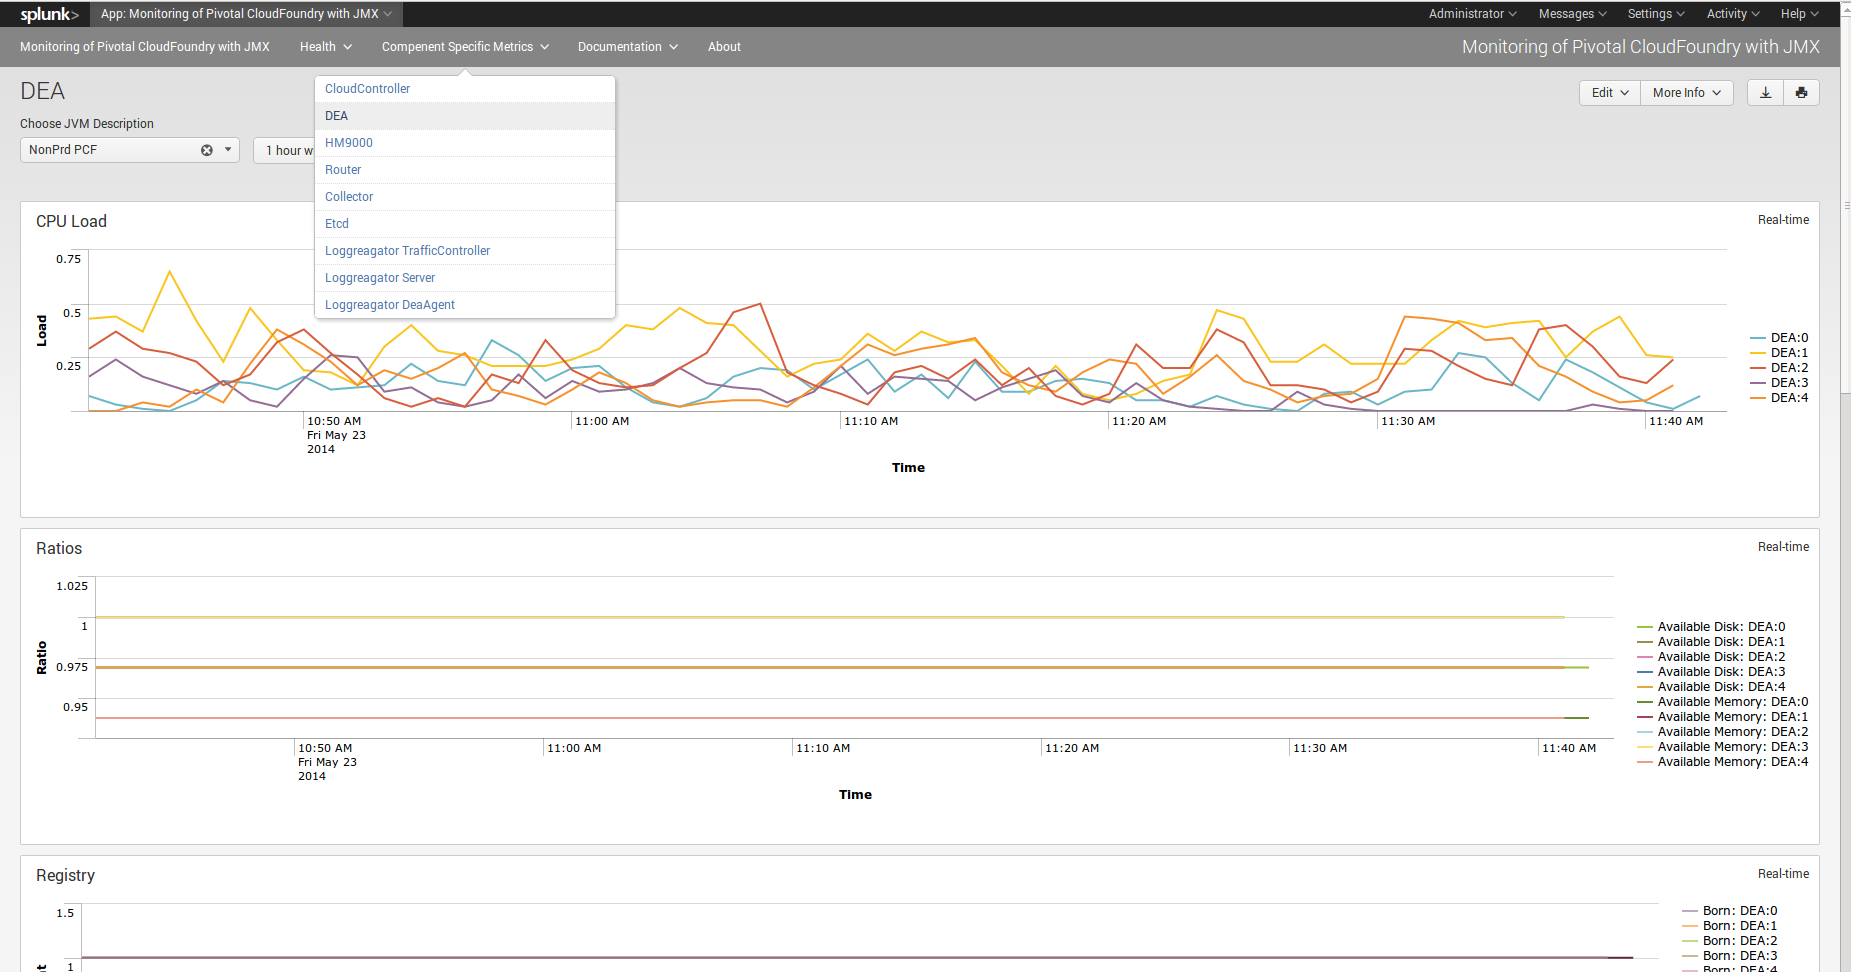 splunk> App: Monitoring of Pivotal CloudFoundry with JMX Administrator Messages Settings Activity Help
Monitoring of Pivotal CloudFoundry with JMX Health Compenent Specific Metrics Documentation About Monitoring of Pivotal CloudFoundry with JMX
DEA
Edit More Info
Choose JVM Description
NonPrd PCF
1 hour w
CloudController
DEA
HM9000
Router
Collector
Etcd
Loggreagator TrafficController
Loggreagator Server
Loggreagator DeaAgent
CPU Load
Real-time
0.75
0.5
0.25
Load
10:50 AM
Fri May 23
2014
11:00 AM
11:10 AM
11:20 AM
11:30 AM
11:40 AM
Time
DEA:0
DEA:1
DEA:2
DEA:3
DEA:4
Ratios
Real-time
1.025
1
0.975
0.95
Ratio
10:50 AM
Fri May 23
2014
11:00 AM
11:10 AM
11:20 AM
11:30 AM
11:40 AM
Time
Available Disk: DEA:0
Available Disk: DEA:1
Available Disk: DEA:2
Available Disk: DEA:3
Available Disk: DEA:4
Available Memory: DEA:0
Available Memory: DEA:1
Available Memory: DEA:2
Available Memory: DEA:3
Available Memory: DEA:4
Registry
Real-time
1.5
1
Born: DEA:0
Born: DEA:1
Born: DEA:2
Born: DEA:3
Born: DEA:4